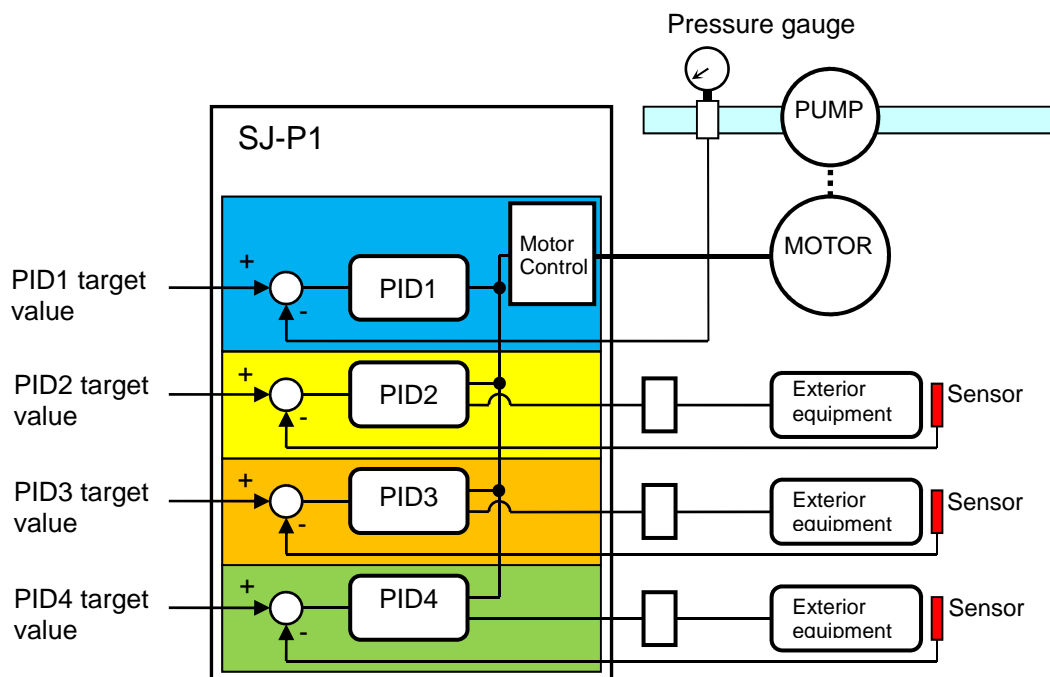 Pressure gauge
PUMP
SJ-P1
Motor
Control
MOTOR
+
PID1 target
value
PID1
-
PID2 target
value
+
PID2
-
Exterior
equipment
Sensor
PID3 target
value
+
PID3
-
Exterior
equipment
Sensor
PID4 target
value
+
PID4
-
Exterior
equipment
Sensor